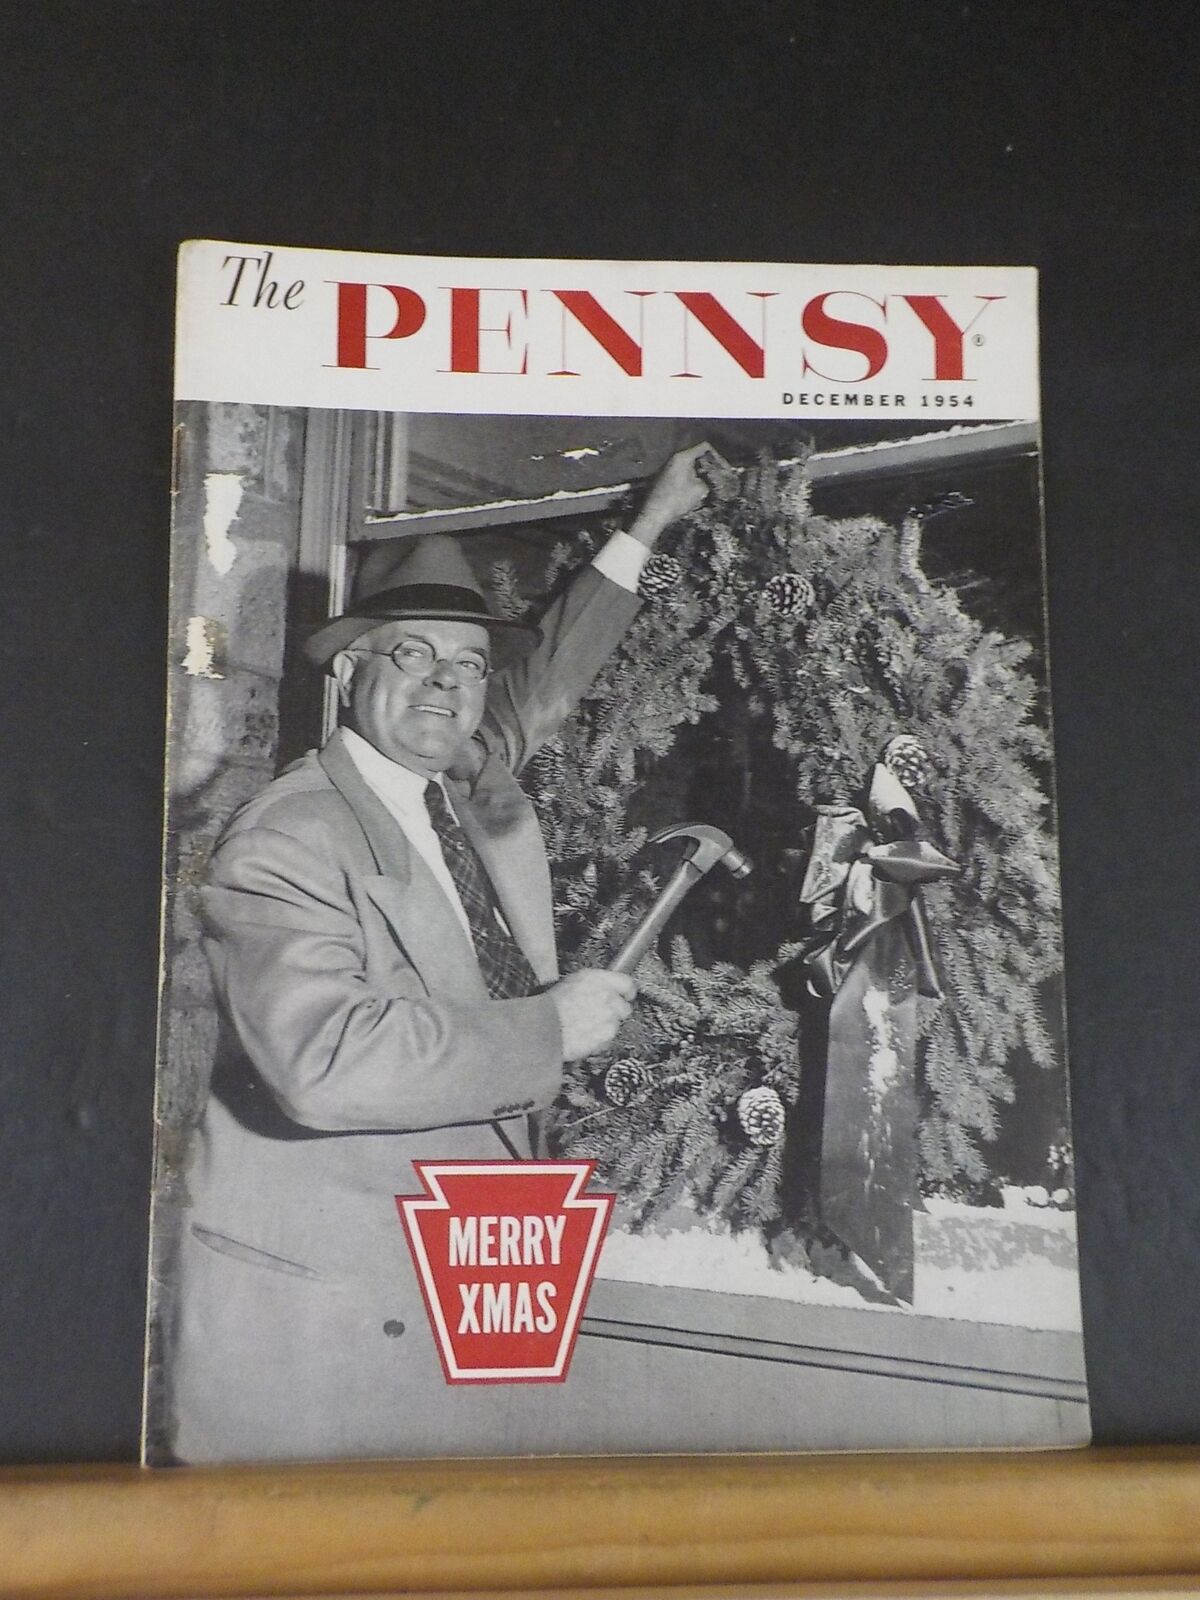 The PENNSY®
DECEMBER 1954
MERRY
XMAS